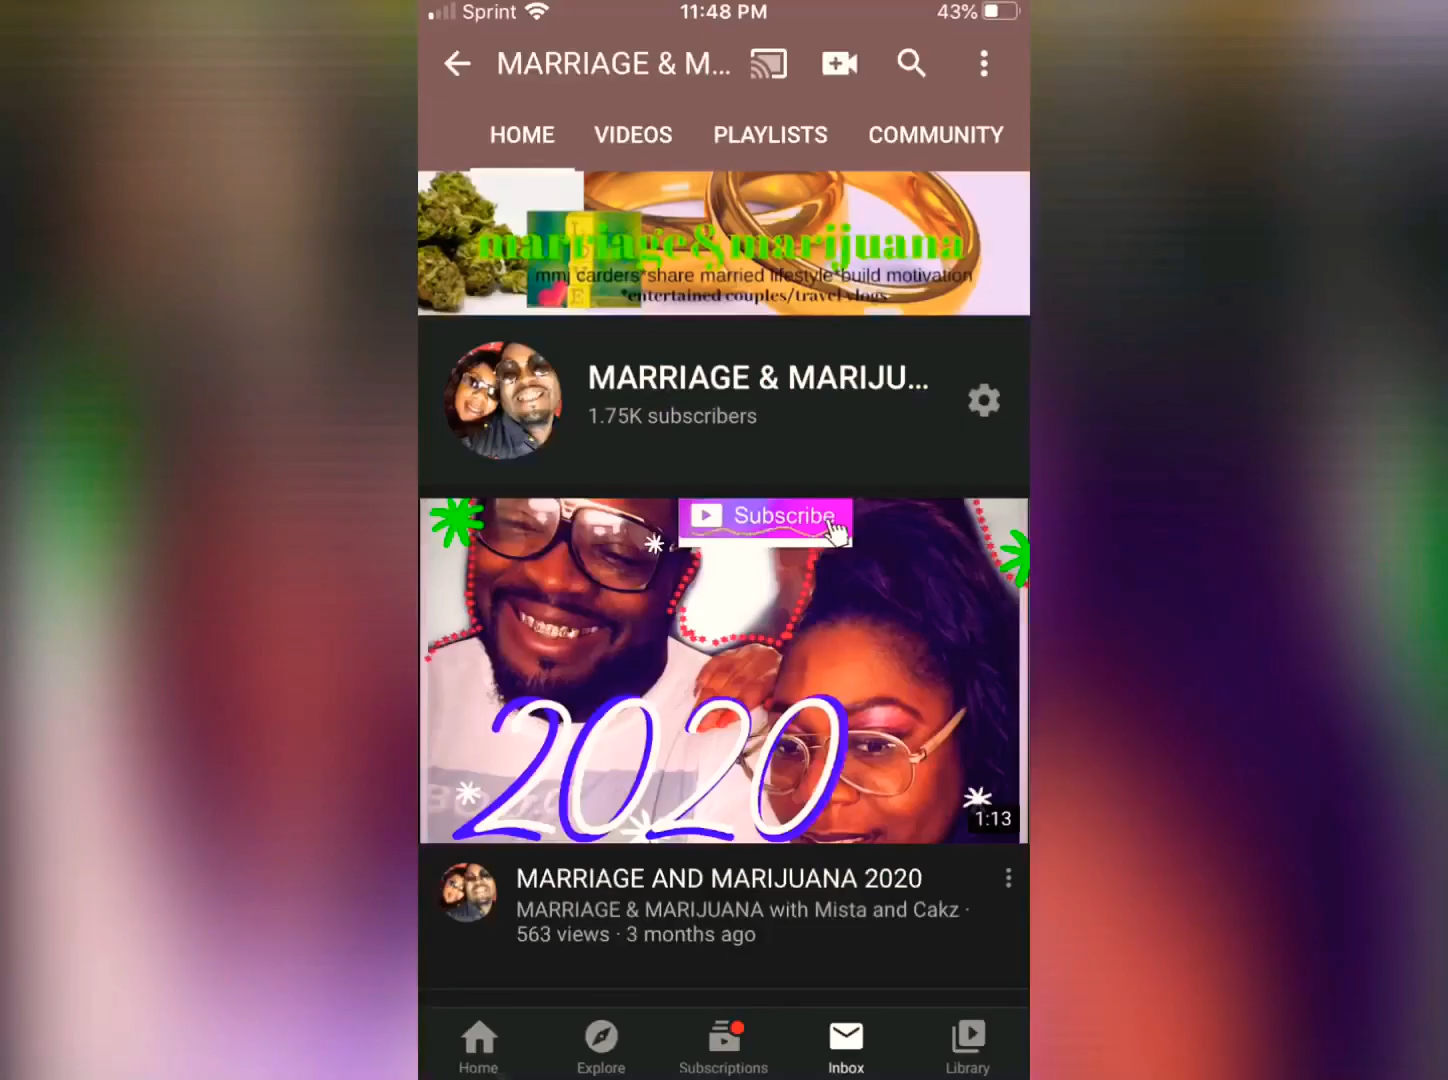 Sprint 11:48 PM 43%
MARRIAGE & M...
HOME VIDEOS PLAYLISTS COMMUNITY
marriage&marijuana
mmj carders*share married lifestyle*build motivation
*entertained couples/travel vlogs
MARRIAGE & MARIJU...
1.75K subscribers
Subscribe
2020
1:13
MARRIAGE AND MARIJUANA 2020
MARRIAGE & MARIJUANA with Mista and Cakz ·
563 views · 3 months ago
Home Explore Subscriptions Inbox Library